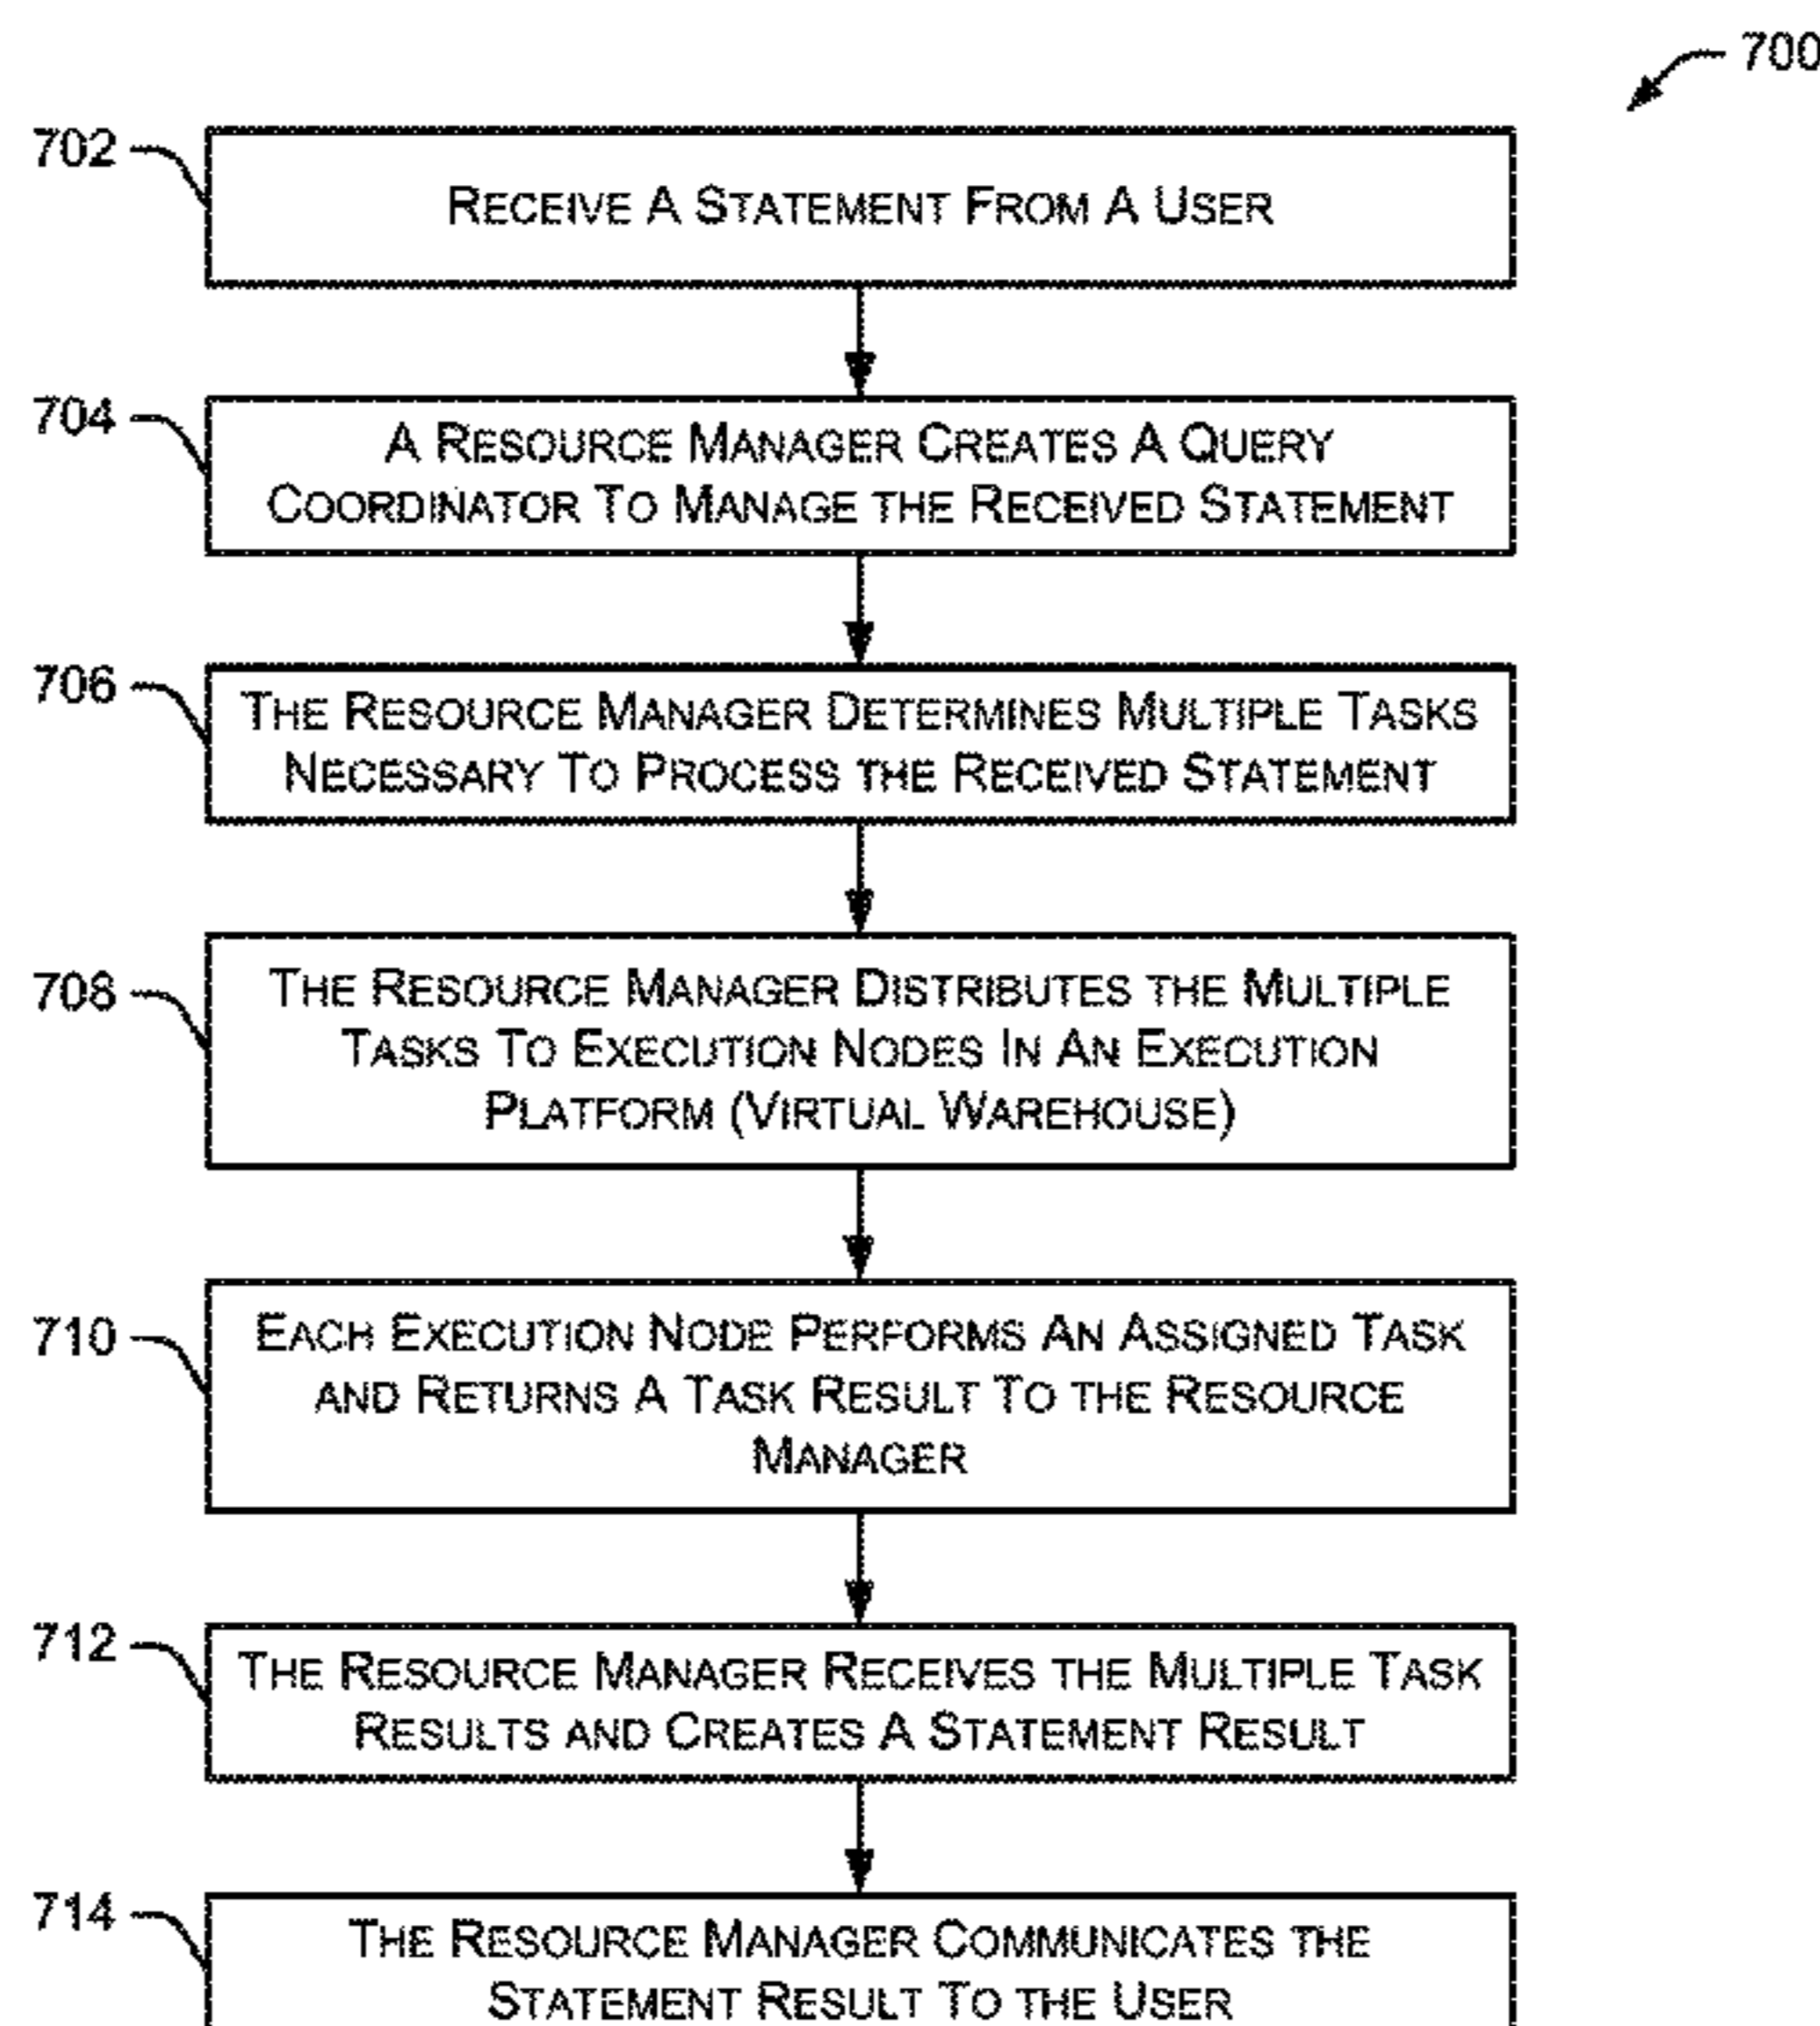 700
702
RECEIVE A STATEMENT FROM A USER
704
A RESOURCE MANAGER CREATES A QUERY
COORDINATOR TO MANAGE THE RECEIVED STATEMENT
706
THE RESOURCE MANAGER DETERMINES MULTIPLE TASKS
NECESSARY TO PROCESS THE RECEIVED STATEMENT
708
THE RESOURCE MANAGER DISTRIBUTES THE MULTIPLE
TASKS TO EXECUTION NODES IN AN EXECUTION
PLATFORM (VIRTUAL WAREHOUSE)
710
EACH EXECUTION NODE PERFORMS AN ASSIGNED TASK
AND RETURNS A TASK RESULT TO THE RESOURCE
MANAGER
712
THE RESOURCE MANAGER RECEIVES THE MULTIPLE TASK
RESULTS AND CREATES A STATEMENT RESULT
714
THE RESOURCE MANAGER COMMUNICATES THE
STATEMENT RESULT TO THE USER